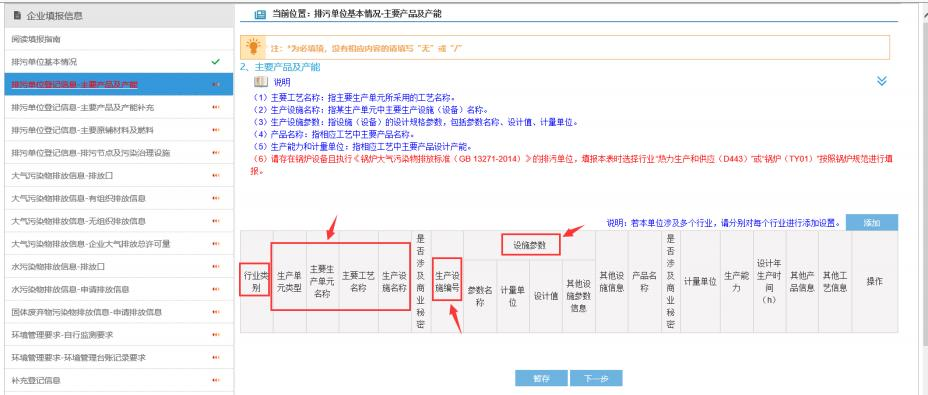 企业填报信息
阅读填报指南
排污单位基本情况
排污单位登记信息-主要产品及产能
排污单位登记信息-主要产品及产能补充
排污单位登记信息-主要原辅材料及燃料
排污单位登记信息-排污节点及污染治理设施
大气污染物排放信息-排放口
大气污染物排放信息-有组织排放信息
大气污染物排放信息-无组织排放信息
大气污染物排放信息-企业大气排放总许可量
水污染物排放信息-排放口
水污染物排放信息-申请排放信息
固体废弃物污染物排放信息-申请排放信息
环境管理要求-自行监测要求
环境管理要求-环境管理台账记录要求
补充登记信息
当前位置：排污单位基本情况-主要产品及产能
注：*为必填项，没有相应内容的请填写“无”或“/”
2、主要产品及产能
说明
（1）主要工艺名称：指主要生产单元所采用的工艺名称。
（2）生产设施名称：指某生产单元中主要生产设施（设备）名称。
（3）生产设施参数：指设施（设备）的设计规格参数，包括参数名称、设计值、计量单位。
（4）产品名称：指相应工艺中主要产品名称。
（5）生产能力和计量单位：指相应工艺中主要产品设计产能。
（6）请存在锅炉设备且执行《锅炉大气污染物排放标准（GB 13271-2014）》的排污单位，填报本表时选择行业“热力生产和供应（D443）”或“锅炉（TY01）”按照锅炉规范进行填
报。
说明：若本单位涉及多个行业，请分别对每个行业进行添加设置。
添加
行业类别
生产单元类型
主要生产单元名称
主要工艺名称
生产设施名称
是否涉及商业秘密
生产设施编号
设施参数
参数名称
计量单位
设计值
其他设施参数信息
其他设施信息
产品名称
是否涉及商业秘密
计量单位
生产能力
设计年生产时间（h）
其他产品信息
其他工艺信息
操作
暂存
下一步